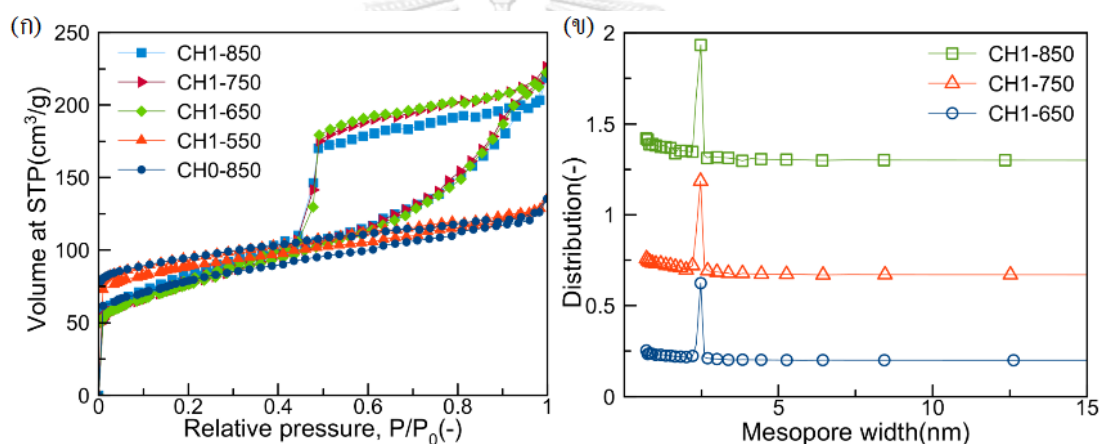 (ก)
250
200
150
100
50
0
Volume at STP(cm³/g)
CH1-850
CH1-750
CH1-650
CH1-550
CH0-850
0
0.2
0.4
0.6
0.8
1
Relative pressure, P/P₀(-)
(ข)
2
1.5
1
0.5
0
Distribution(-)
CH1-850
CH1-750
CH1-650
5
10
15
Mesopore width(nm)